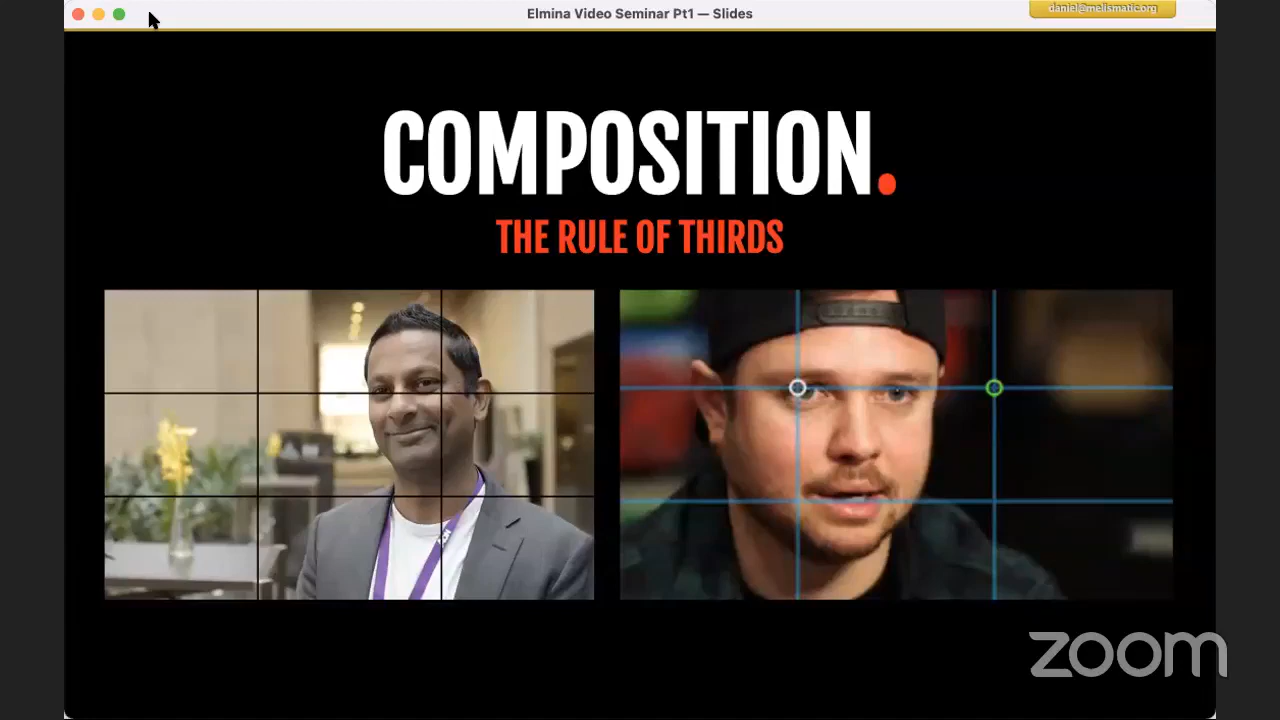 Elmina Video Seminar Pt1 — Slides
daniel@melismatic.org
COMPOSITION.
THE RULE OF THIRDS
zoom